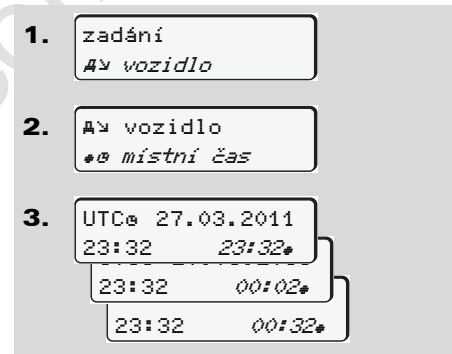 1. zadání
vozidlo
2. vozidlo
místní čas
3. UTC 27.03.2011
23:32 23:32
23:32 00:02
23:32 00:32